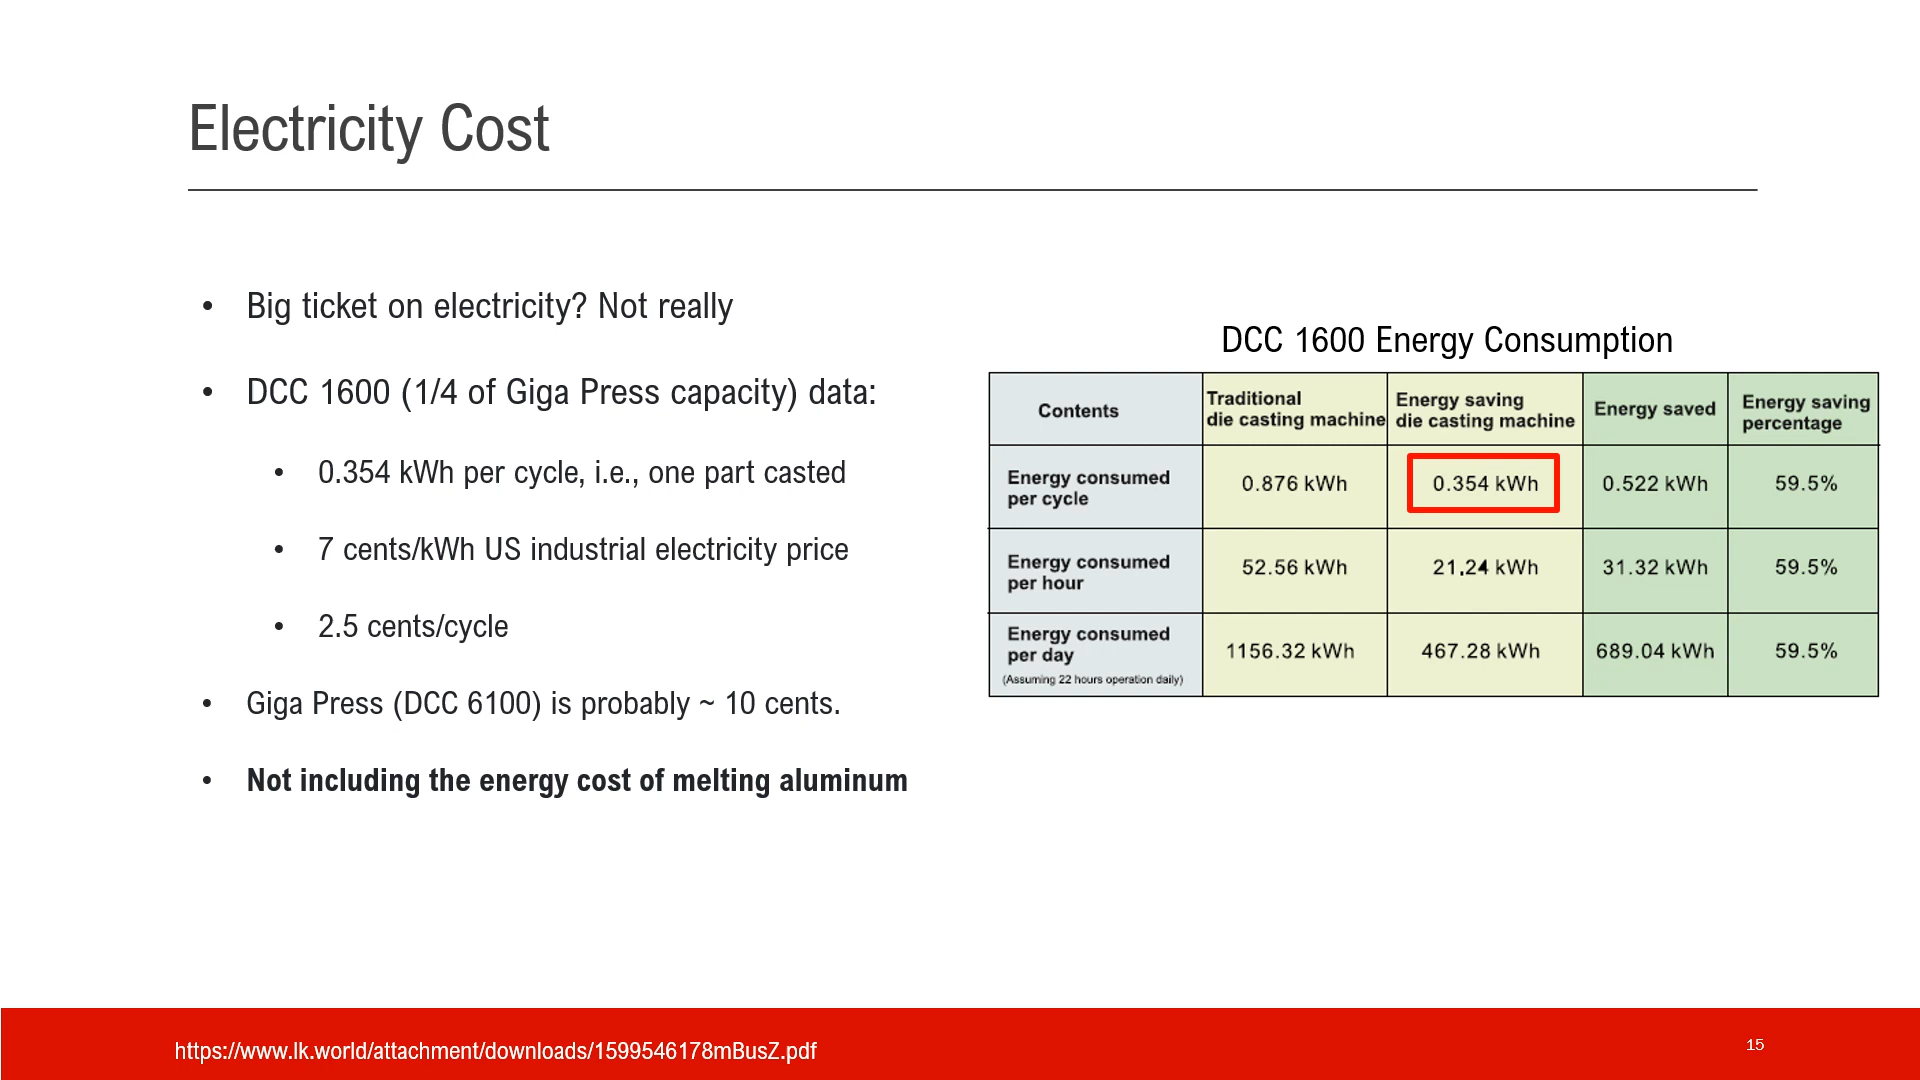 Electricity Cost
• Big ticket on electricity? Not really
• DCC 1600 (1/4 of Giga Press capacity) data:
• 0.354 kWh per cycle, i.e., one part casted
• 7 cents/kWh US industrial electricity price
• 2.5 cents/cycle
• Giga Press (DCC 6100) is probably ~ 10 cents.
• Not including the energy cost of melting aluminum
DCC 1600 Energy Consumption
Contents
Traditional
die casting machine
Energy saving
die casting machine
Energy saved
Energy saving
percentage
Energy consumed
per cycle
0.876 kWh
0.354 kWh
0.522 kWh
59.5%
Energy consumed
per hour
52.56 kWh
21.24 kWh
31.32 kWh
59.5%
Energy consumed
per day
(Assuming 22 hours operation daily)
1156.32 kWh
467.28 kWh
689.04 kWh
59.5%
https://www.lk.world/attachment/downloads/1599546178mBusZ.pdf
15